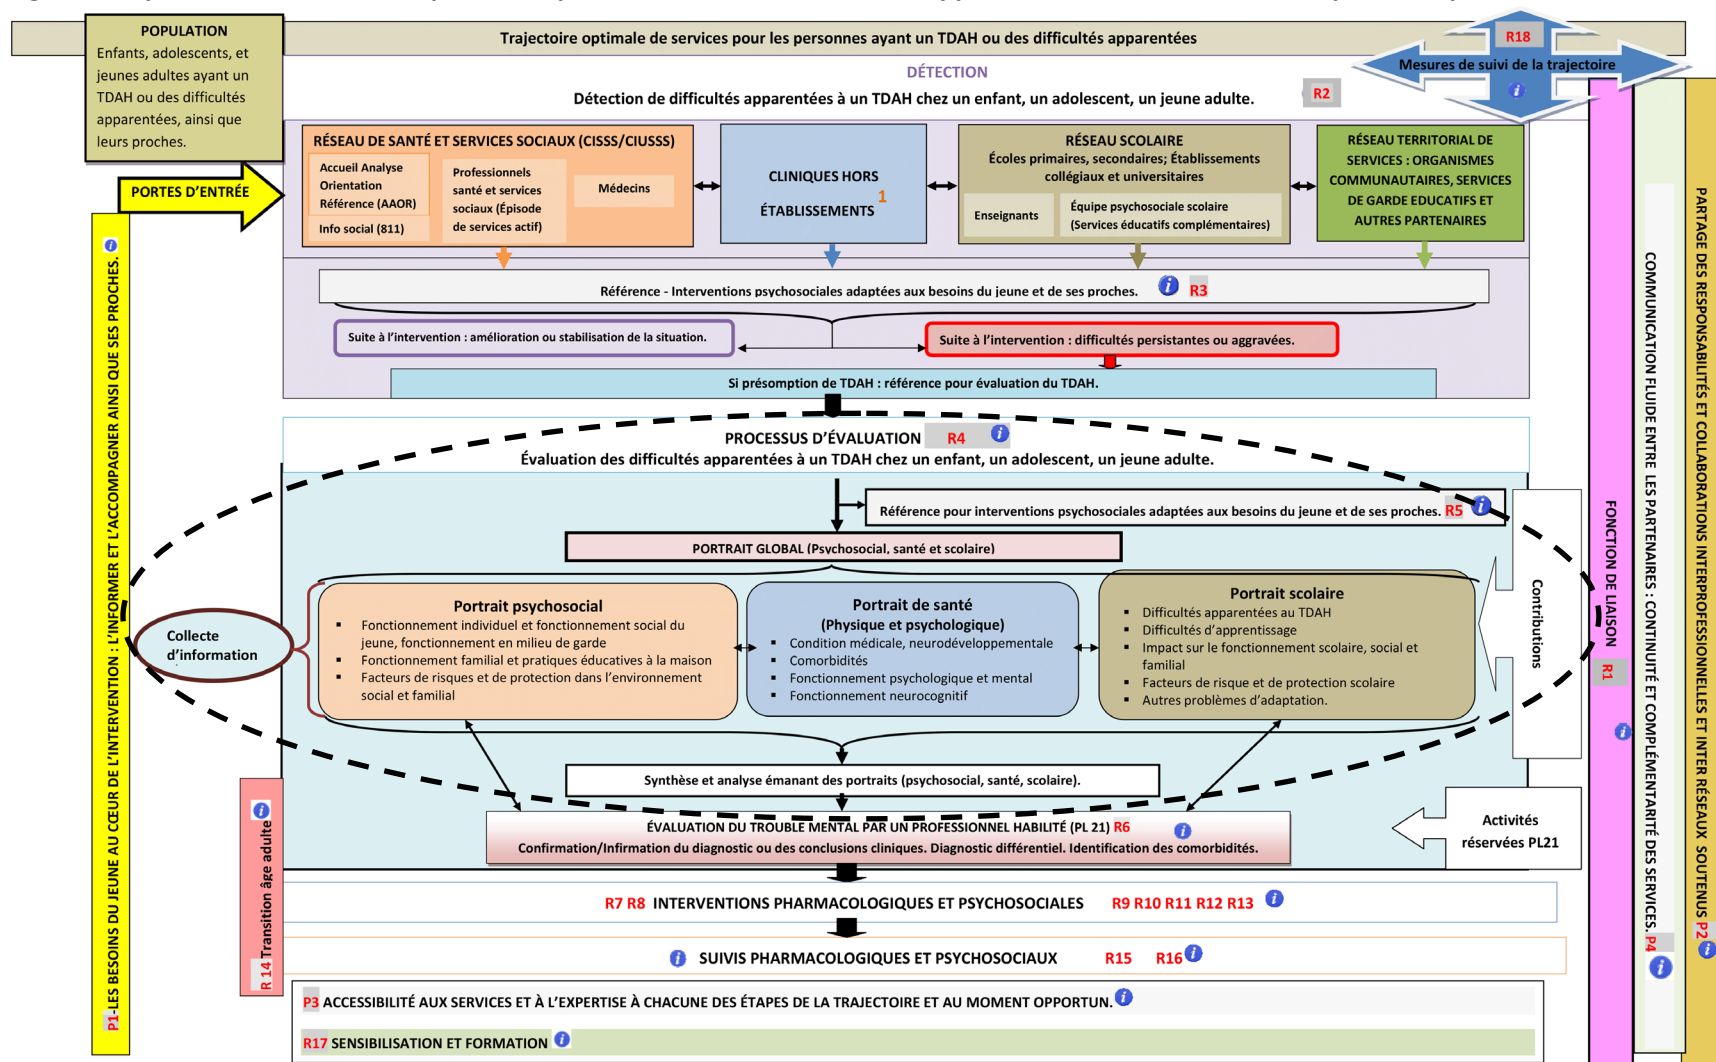 POPULATION
Enfants, adolescents, et
jeunes adultes ayant un
TDAH ou des difficultés
apparentées, ainsi que
leurs proches.
Trajectoire optimale de services pour les personnes ayant un TDAH ou des difficultés apparentées
R18
Mesures de suivi de la trajectoire
DÉTECTION
Détection de difficultés apparentées à un TDAH chez un enfant, un adolescent, un jeune adulte.
R2
PORTES D'ENTRÉE
RÉSEAU DE SANTÉ ET SERVICES SOCIAUX (CISSS/CIUSSS)
Accueil Analyse
Orientation
Référence (AAOR)
Info social (811)
Professionnels
santé et services
sociaux (Épisode
de services actif)
Médecins
CLINIQUES HORS
ÉTABLISSEMENTS 1
RÉSEAU SCOLAIRE
Écoles primaires, secondaires; Établissements
collégiaux et universitaires
Enseignants
Équipe psychosociale scolaire
(Services éducatifs complémentaires)
RÉSEAU TERRITORIAL DE
SERVICES : ORGANISMES
COMMUNAUTAIRES, SERVICES
DE GARDE EDUCATIFS ET
AUTRES PARTENAIRES
Référence - Interventions psychosociales adaptées aux besoins du jeune et de ses proches. R3
Suite à l'intervention : amélioration ou stabilisation de la situation.
Suite à l'intervention : difficultés persistantes ou aggravées.
Si présomption de TDAH : référence pour évaluation du TDAH.
PROCESSUS D'ÉVALUATION R4
Évaluation des difficultés apparentées à un TDAH chez un enfant, un adolescent, un jeune adulte.
Référence pour interventions psychosociales adaptées aux besoins du jeune et de ses proches. R5
PORTRAIT GLOBAL (Psychosocial, santé et scolaire)
Collecte
d'information
Portrait psychosocial
▪ Fonctionnement individuel et fonctionnement social du
jeune, fonctionnement en milieu de garde
▪ Fonctionnement familial et pratiques éducatives à la maison
▪ Facteurs de risques et de protection dans l'environnement
social et familial
Portrait de santé
(Physique et psychologique)
▪ Condition médicale, neurodéveloppementale
▪ Comorbidités
▪ Fonctionnement psychologique et mental
▪ Fonctionnement neurocognitif
Portrait scolaire
▪ Difficultés apparentées au TDAH
▪ Difficultés d'apprentissage
▪ Impact sur le fonctionnement scolaire, social et
familial
▪ Facteurs de risque et de protection scolaire
▪ Autres problèmes d'adaptation.
Contributions
Synthèse et analyse émanant des portraits (psychosocial, santé, scolaire).
ÉVALUATION DU TROUBLE MENTAL PAR UN PROFESSIONNEL HABILITÉ (PL 21) R6
Confirmation/Infirmation du diagnostic ou des conclusions cliniques. Diagnostic différentiel. Identification des comorbidités.
Activités
réservées PL21
R7 R8 INTERVENTIONS PHARMACOLOGIQUES ET PSYCHOSOCIALES R9 R10 R11 R12 R13
SUIVIS PHARMACOLOGIQUES ET PSYCHOSOCIAUX R15 R16
R 14 Transition âge adulte
P3 ACCESSIBILITÉ AUX SERVICES ET À L'EXPERTISE À CHACUNE DES ÉTAPES DE LA TRAJECTOIRE ET AU MOMENT OPPORTUN.
R17 SENSIBILISATION ET FORMATION
P1-LES BESOINS DU JEUNE AU CŒUR DE L'INTERVENTION : L'INFORMER ET L'ACCOMPAGNER AINSI QUE SES PROCHES.
FONCTION DE LIAISON R1
COMMUNICATION FLUIDE ENTRE LES PARTENAIRES : CONTINUITÉ ET COMPLÉMENTARITÉ DES SERVICES. P4
PARTAGE DES RESPONSABILITÉS ET COLLABORATIONS INTERPROFESSIONNELLES ET INTER RÉSEAUX SOUTENUS P2